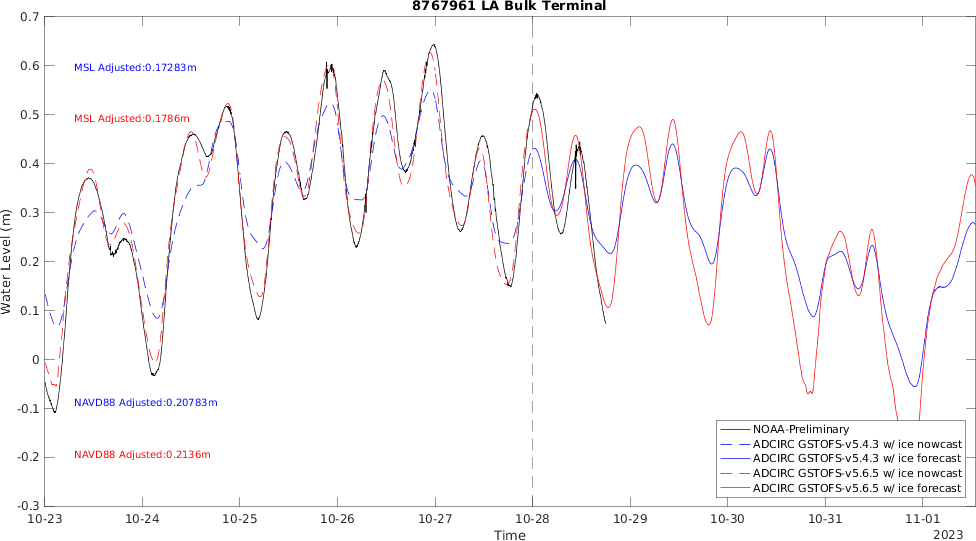 8767961 LA Bulk Terminal
0.7
0.6
0.5
0.4
0.3
0.2
0.1
0
-0.1
-0.2
-0.3
Water Level (m)
MSL Adjusted:0.17283m
MSL Adjusted:0.1786m
NAVD88 Adjusted:0.20783m
NAVD88 Adjusted:0.2136m
NOAA-Preliminary
ADCIRC GSTOFS-v5.4.3 w/ ice nowcast
ADCIRC GSTOFS-v5.4.3 w/ ice forecast
ADCIRC GSTOFS-v5.6.5 w/ ice nowcast
ADCIRC GSTOFS-v5.6.5 w/ ice forecast
10-23 10-24 10-25 10-26 10-27 10-28 10-29 10-30 10-31 11-01
Time
2023